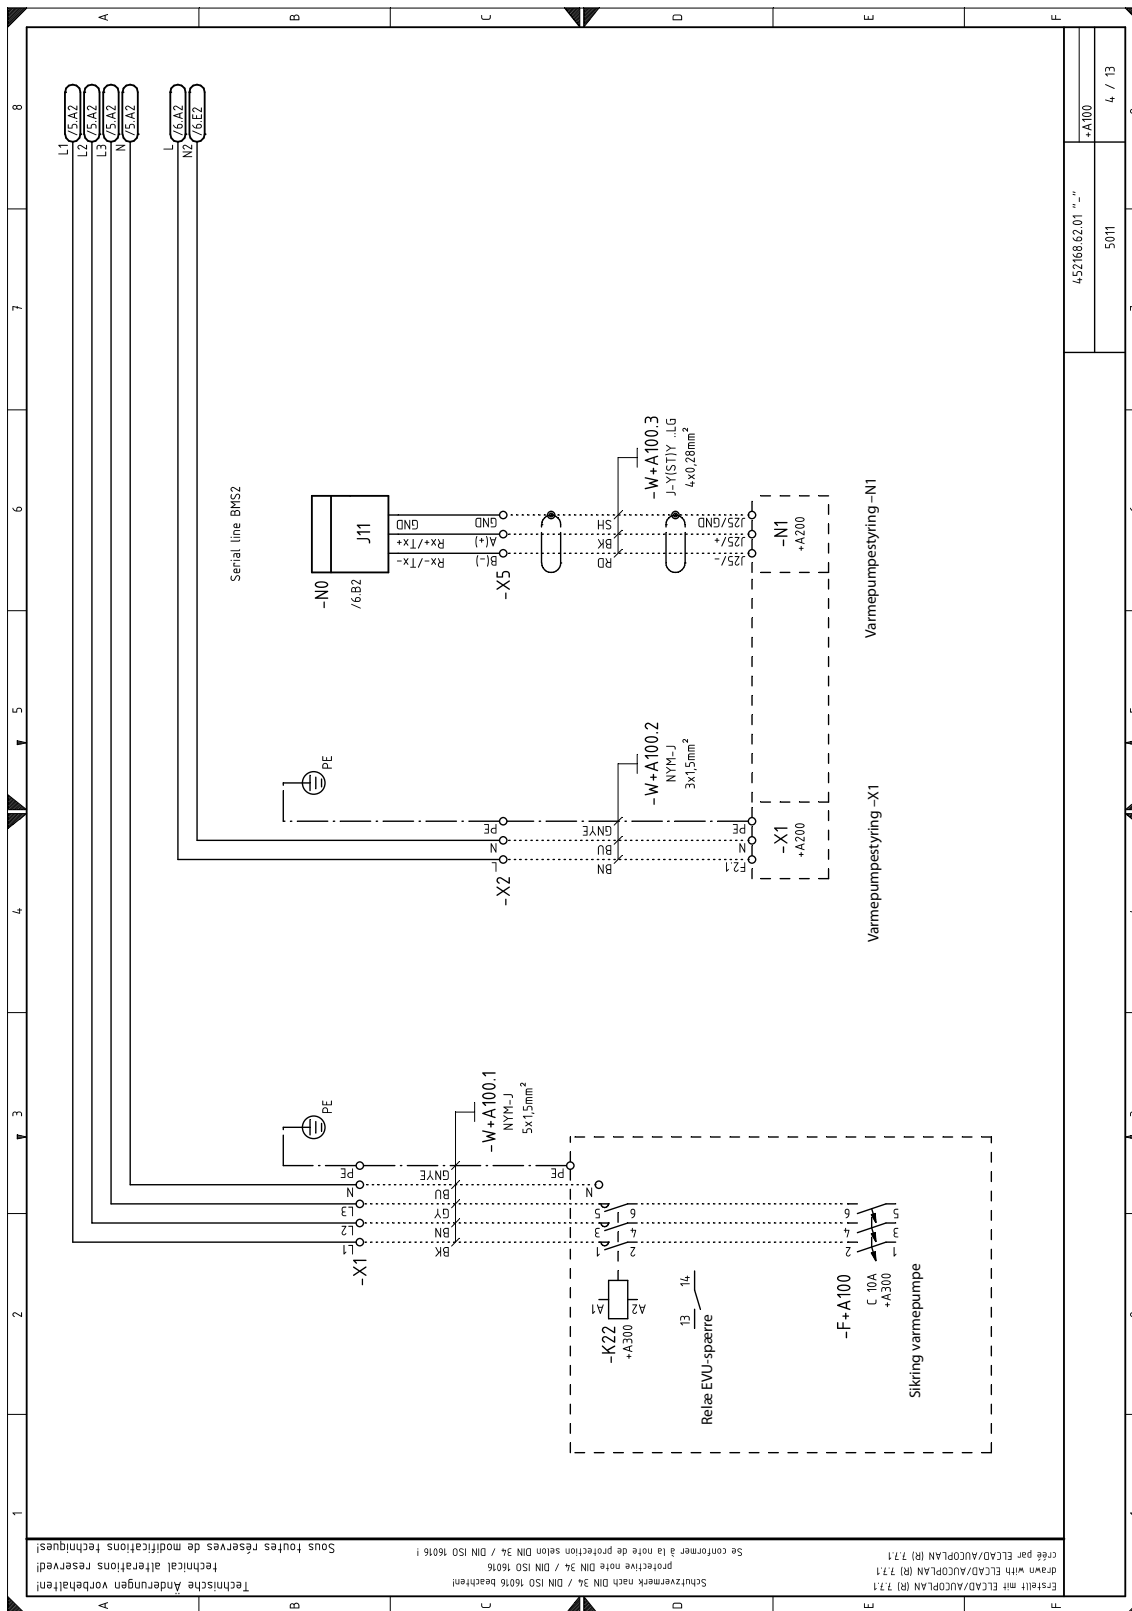 A
B
C
D
E
F
8
7
6
5
4
3
2
1
L1 /5.A2
L2 /5.A2
L3 /5.A2
N /5.A2
L /6.A2
N2 /6.E2
Serial line BMS2
-N0
/6.B2
J11
Rx-/Tx-
Rx+/Tx+
GND
B(-)
A(+)
GND
-X5
RD
BK
SH
-W+A100.3
J-Y(ST)Y ..LG
4x0,28mm²
J25/-
J25/+
J25/GND
-N1
+A200
Varmepumpestyring -N1
PE
L
N
PE
-X2
BN
BU
GNYE
-W+A100.2
NYM-J
3x1,5mm²
F2.1
N
PE
-X1
+A200
Varmepumpestyring -X1
PE
L1
L2
L3
N
PE
-X1
BK
BN
GY
BU
GNYE
-W+A100.1
NYM-J
5x1,5mm²
PE
N
1
3
5
2
4
6
A1
A2
-K22
+A300
13
14
Relæ EVU-spærre
2
4
6
1
3
5
-F+A100
C 10A
+A300
Sikring varmepumpe
Technische Änderungen vorbehalten!
technical alterations reserved!
Sous toutes réserves de modifications techniques!
Schutzvermerk nach DIN 34 / DIN ISO 16016 beachten!
protective note DIN 34 / DIN ISO 16016
Se conformer à la note de protection selon DIN 34 / DIN ISO 16016 !
Erstellt mit ELCAD/AUCOPLAN (R) 7.7.1
drawn with ELCAD/AUCOPLAN (R) 7.7.1
créé par ELCAD/AUCOPLAN (R) 7.7.1
452168.62.01 "-"
+A100
5011
4 / 13
A
B
C
D
E
F